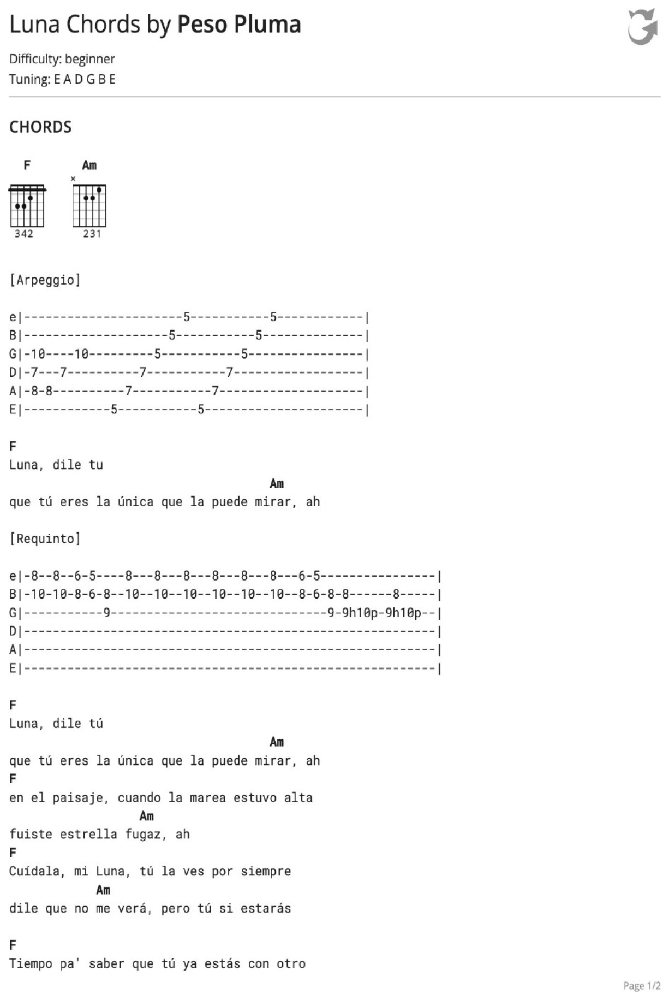 Luna Chords by Peso Pluma
Difficulty: beginner
Tuning: E A D G B E
CHORDS
F Am
x
342 231
[Arpeggio]
e|----------------------5-----------5------------|
B|--------------------5-----------5--------------|
G|-10----10---------5-----------5----------------|
D|-7---7----------7-----------7------------------|
A|-8-8----------7-----------7--------------------|
E|------------5-----------5----------------------|
F
Luna, dile tu
Am
que tú eres la única que la puede mirar, ah
[Requinto]
e|-8--8--6-5----8---8---8---8---8---8---6-5----------------|
B|-10-10-8-6-8--10--10--10--10--10--10--8-6-8-8------8-----|
G|-----------9------------------------------9-9h10p-9h10p--|
D|---------------------------------------------------------|
A|---------------------------------------------------------|
E|---------------------------------------------------------|
F
Luna, dile tú
Am
que tú eres la única que la puede mirar, ah
F
en el paisaje, cuando la marea estuvo alta
Am
fuiste estrella fugaz, ah
F
Cuídala, mi Luna, tú la ves por siempre
Am
dile que no me verá, pero tú si estarás
F
Tiempo pa' saber que tú ya estás con otro
Page 1/2